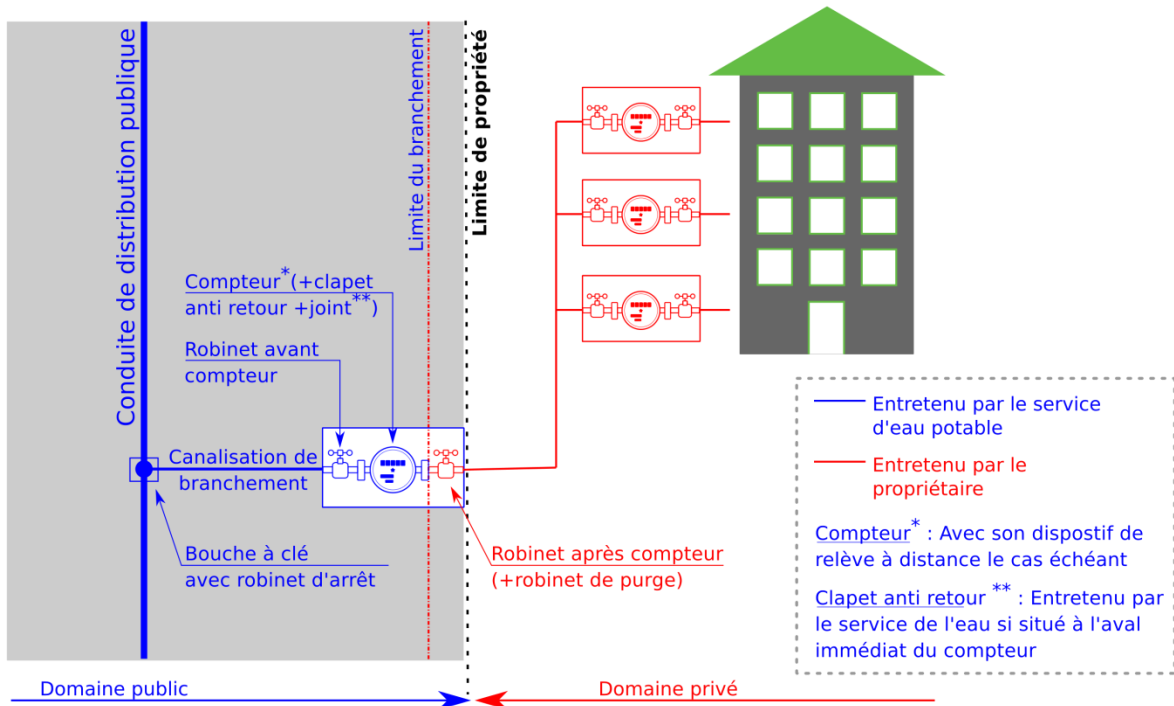 Conduite de distribution publique
Limite du branchement
Limite de propriété
Compteur*(+clapet
anti retour +joint**)
Robinet avant
compteur
Canalisation de
branchement
Bouche à clé
avec robinet d'arrêt
Robinet après compteur
(+robinet de purge)
Entretenu par le service
d'eau potable
Entretenu par le
propriétaire
Compteur* : Avec son dispostif de
relève à distance le cas échéant
Clapet anti retour ** : Entretenu par
le service de l'eau si situé à l'aval
immédiat du compteur
Domaine public
Domaine privé